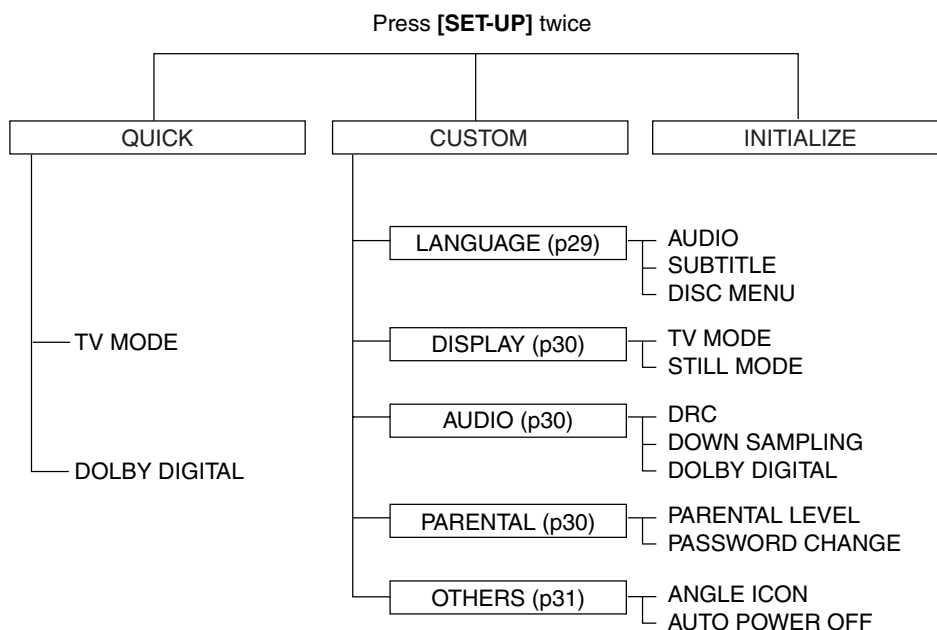 Press [SET-UP] twice
QUICK
CUSTOM
INITIALIZE
TV MODE
DOLBY DIGITAL
LANGUAGE (p29)
AUDIO
SUBTITLE
DISC MENU
DISPLAY (p30)
TV MODE
STILL MODE
AUDIO (p30)
DRC
DOWN SAMPLING
DOLBY DIGITAL
PARENTAL (p30)
PARENTAL LEVEL
PASSWORD CHANGE
OTHERS (p31)
ANGLE ICON
AUTO POWER OFF